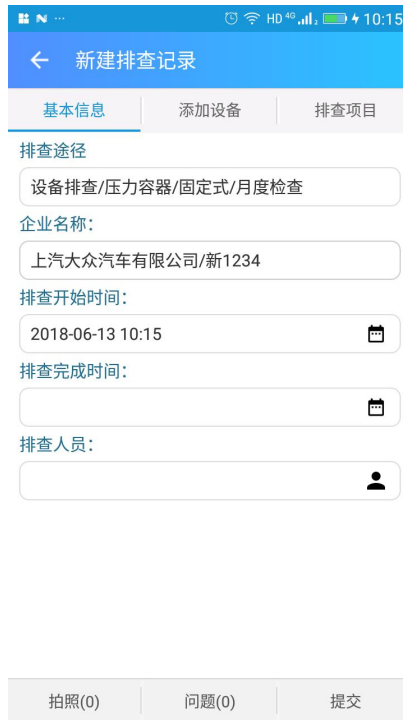 HD 4G 2 10:15
新建排查记录
基本信息 添加设备 排查项目
排查途径
设备排查/压力容器/固定式/月度检查
企业名称：
上汽大众汽车有限公司/新1234
排查开始时间：
2018-06-13 10:15
排查完成时间：
排查人员：
拍照(0) 问题(0) 提交